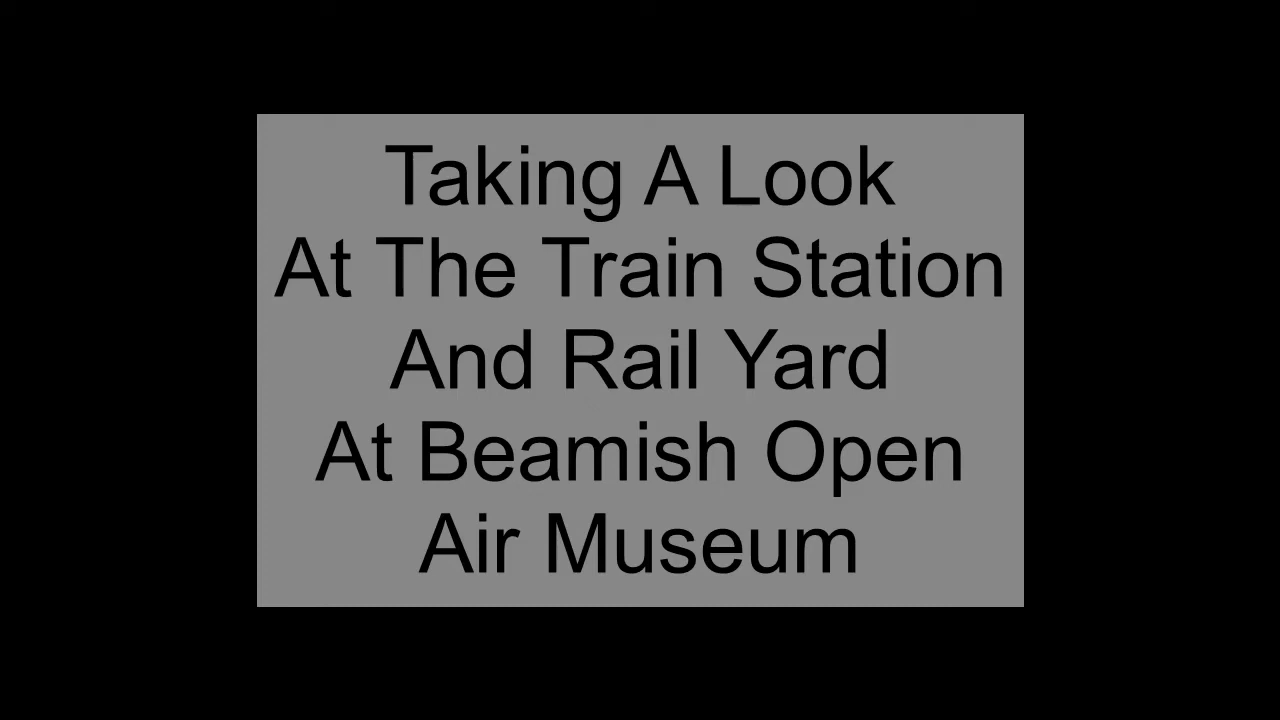 Taking A Look
At The Train Station
And Rail Yard
At Beamish Open
Air Museum